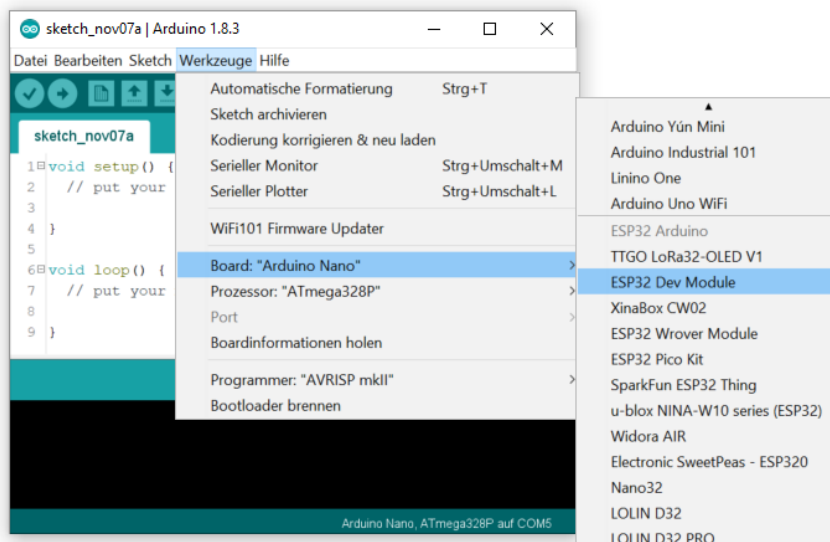 sketch_nov07a | Arduino 1.8.3
Datei Bearbeiten Sketch Werkzeuge Hilfe
sketch_nov07a
1 void setup() {
2 // put your
3
4 }
5
6 void loop() {
7 // put your
8
9 }
Automatische Formatierung Strg+T
Sketch archivieren
Kodierung korrigieren & neu laden
Serieller Monitor Strg+Umschalt+M
Serieller Plotter Strg+Umschalt+L
WiFi101 Firmware Updater
Board: "Arduino Nano"
Prozessor: "ATmega328P"
Port
Boardinformationen holen
Programmer: "AVRISP mkII"
Bootloader brennen
Arduino Yún Mini
Arduino Industrial 101
Linino One
Arduino Uno WiFi
ESP32 Arduino
TTGO LoRa32-OLED V1
ESP32 Dev Module
XinaBox CW02
ESP32 Wrover Module
ESP32 Pico Kit
SparkFun ESP32 Thing
u-blox NINA-W10 series (ESP32)
Widora AIR
Electronic SweetPeas - ESP320
Nano32
LOLIN D32
LOLIN D32 PRO
Arduino Nano, ATmega328P auf COM5